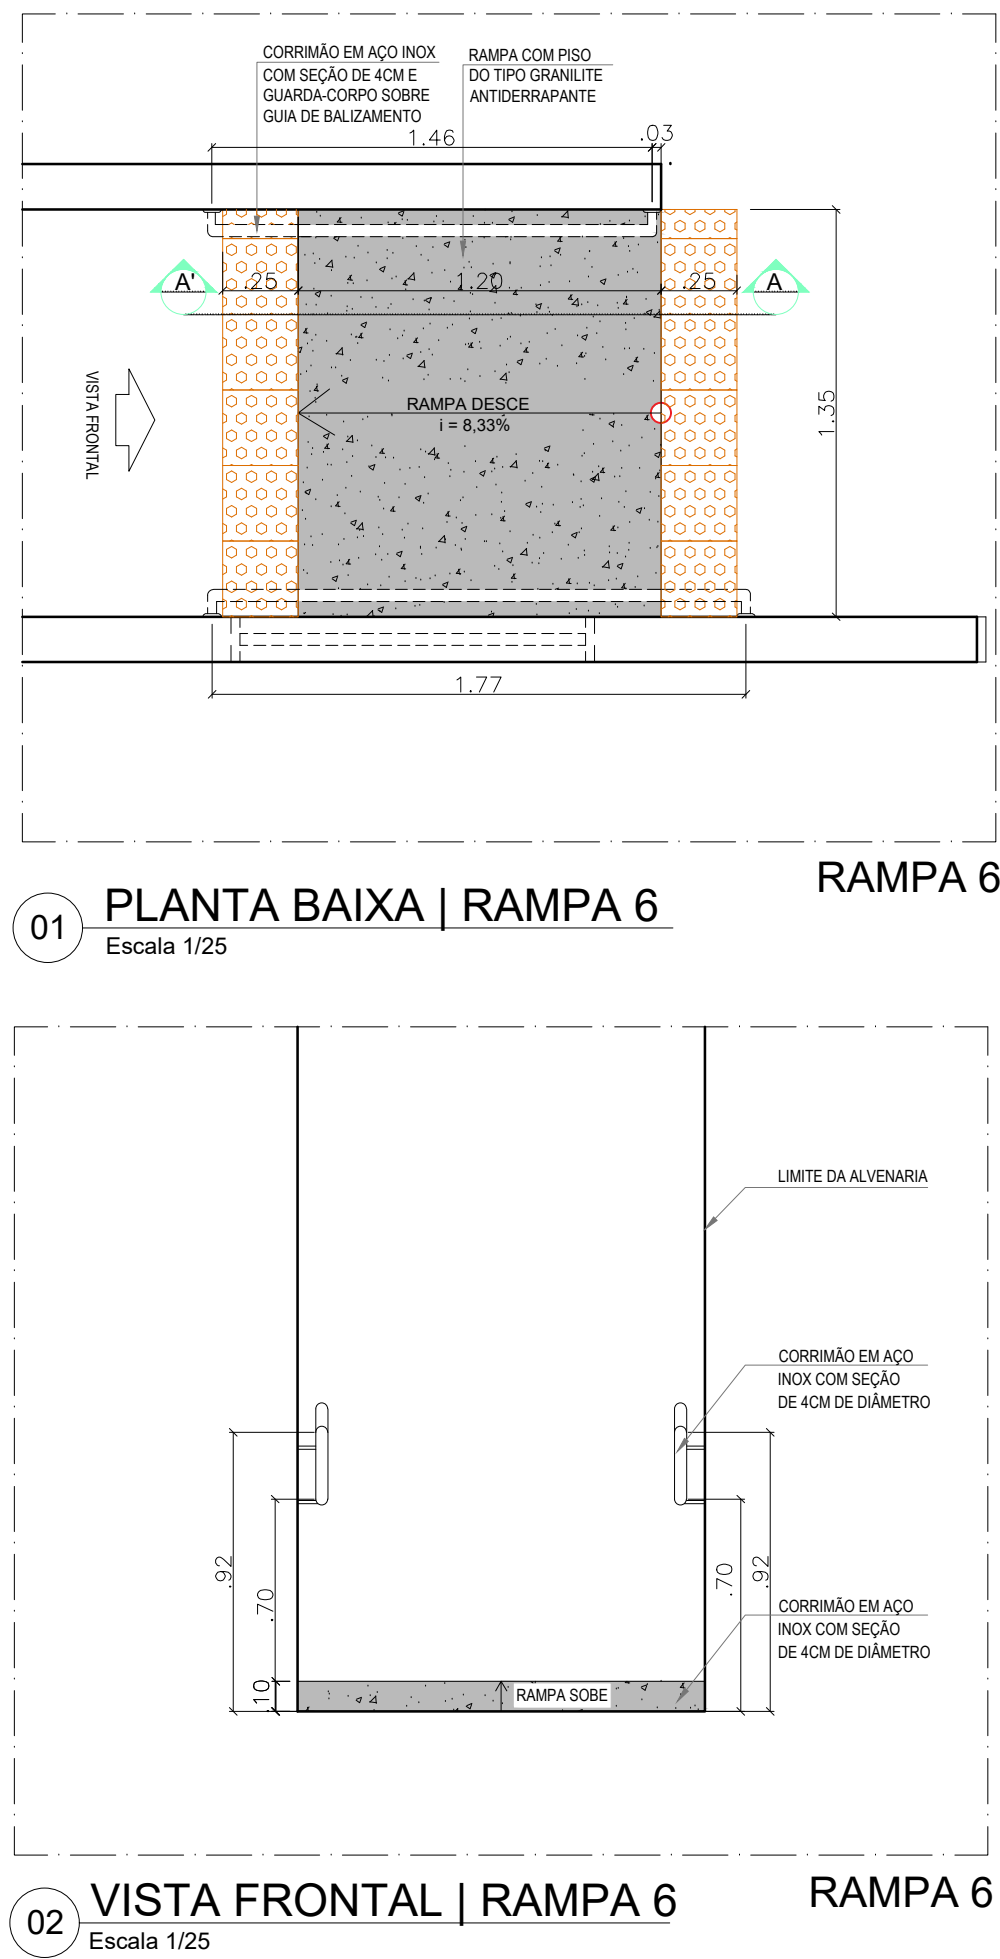 CORRIMÃO EM AÇO INOX
COM SEÇÃO DE 4CM E
GUARDA-CORPO SOBRE
GUIA DE BALIZAMENTO
RAMPA COM PISO
DO TIPO GRANILITE
ANTIDERRAPANTE
1.46
.03
A'
.25
1.20
.25
A
VISTA FRONTAL
RAMPA DESCE
i = 8,33%
1.35
1.77
RAMPA 6
01
PLANTA BAIXA | RAMPA 6
Escala 1/25
LIMITE DA ALVENARIA
CORRIMÃO EM AÇO
INOX COM SEÇÃO
DE 4CM DE DIÂMETRO
.92
.70
.10
.70
.92
CORRIMÃO EM AÇO
INOX COM SEÇÃO
DE 4CM DE DIÂMETRO
RAMPA SOBE
RAMPA 6
02
VISTA FRONTAL | RAMPA 6
Escala 1/25